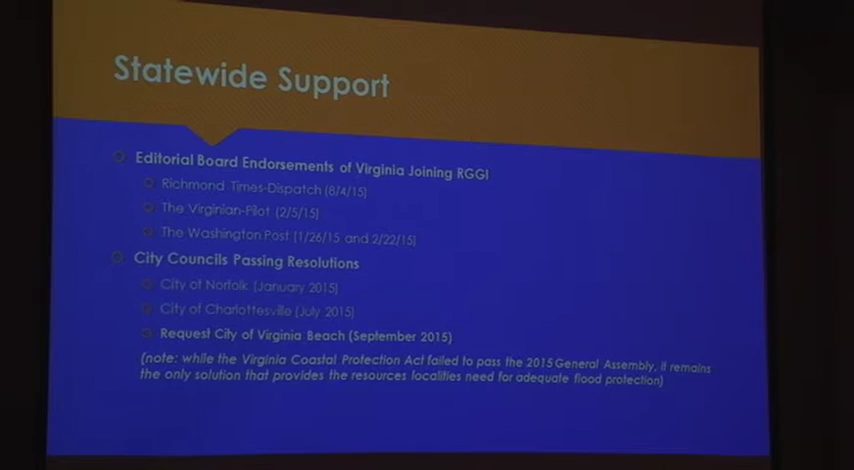 Statewide Support
Editorial Board Endorsements of Virginia Joining RGGI
Richmond Times-Dispatch (8/4/15)
The Virginian-Pilot (2/5/15)
The Washington Post (1/26/15 and 2/22/15)
City Councils Passing Resolutions
City of Norfolk (January 2015)
City of Charlottesville (July 2015)
Request City of Virginia Beach (September 2015)
(note: while the Virginia Coastal Protection Act failed to pass the 2015 General Assembly, it remains
the only solution that provides the resources localities need for adequate flood protection)